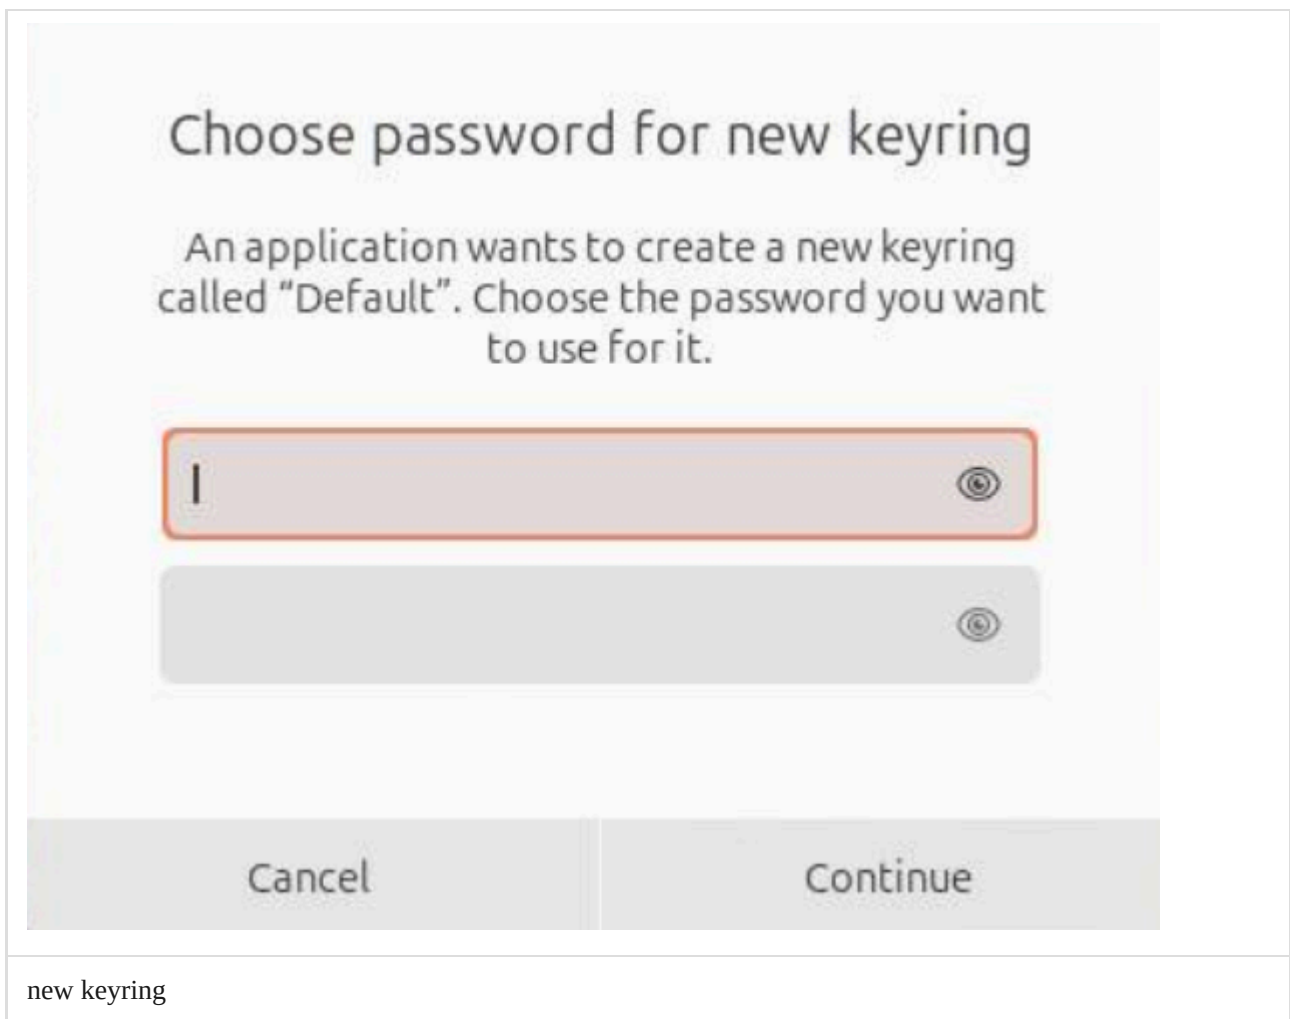 Choose password for new keyring
An application wants to create a new keyring
called “Default”. Choose the password you want
to use for it.
Cancel
Continue
new keyring